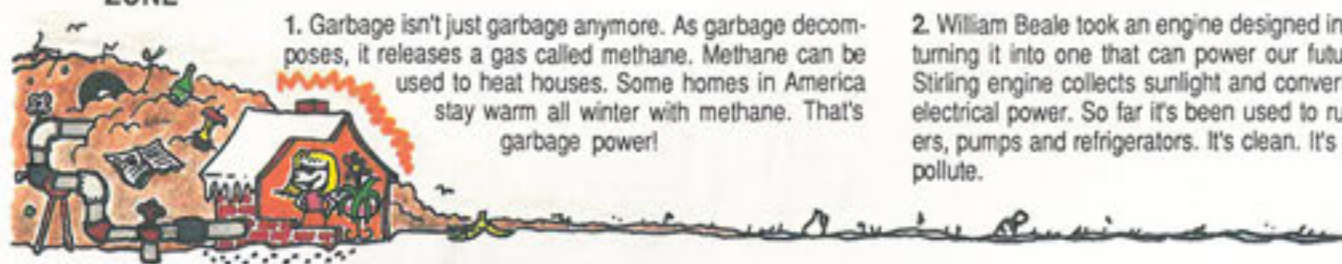 ZONE
1. Garbage isn't just garbage anymore. As garbage decom-
poses, it releases a gas called methane. Methane can be
used to heat houses. Some homes in America
stay warm all winter with methane. That's
garbage power!
2. William Beale took an engine designed in
turning it into one that can power our
Stirling engine collects sunlight and
electrical power. So far it's been used to
ers, pumps and refrigerators. It's clean. It's
pollute.